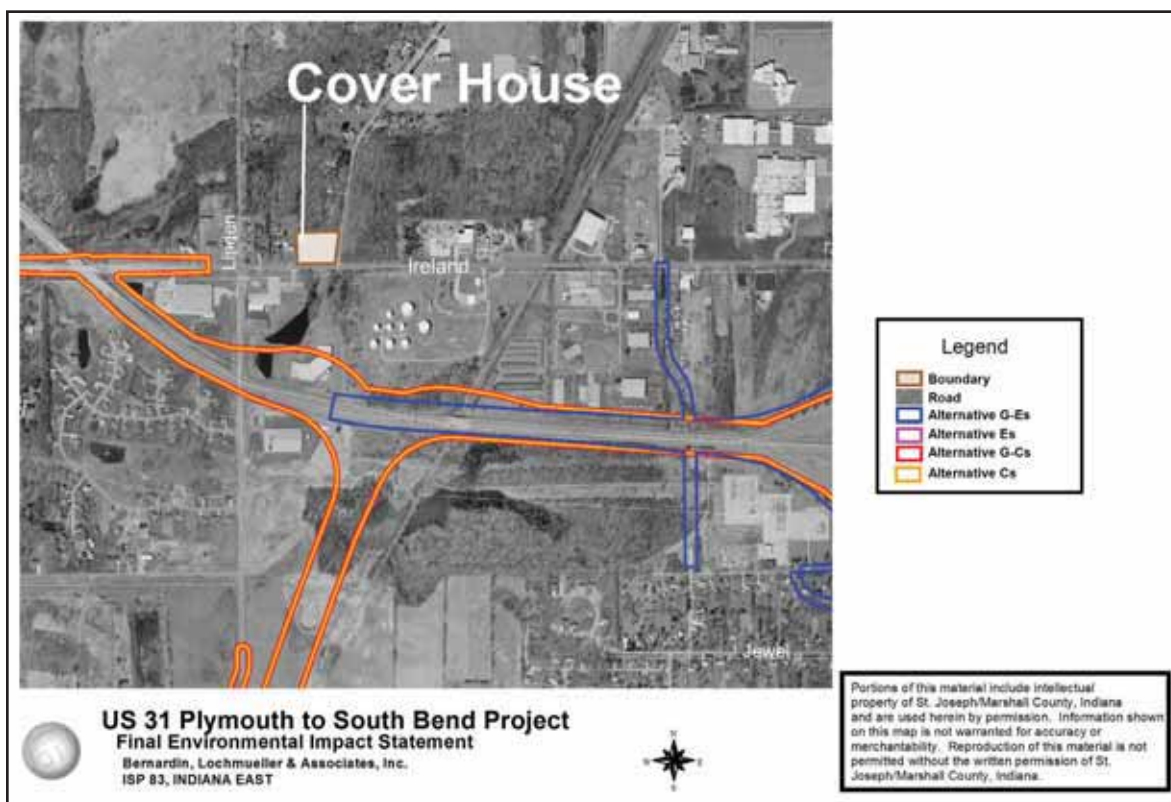 Cover House
Linden
Ireland
Jewel
Legend
Boundary
Road
Alternative G-Es
Alternative Es
Alternative G-Cs
Alternative Cs
US 31 Plymouth to South Bend Project
Final Environmental Impact Statement
Bernardin, Lochmueller & Associates, Inc.
ISP 83, INDIANA EAST
N
E
S
Portions of this material include intellectual
property of St. Joseph/Marshall County, Indiana
and are used herein by permission. Information shown
on this map is not warranted for accuracy or
merchantability. Reproduction of this material is not
permitted without the written permission of St.
Joseph/Marshall County, Indiana.